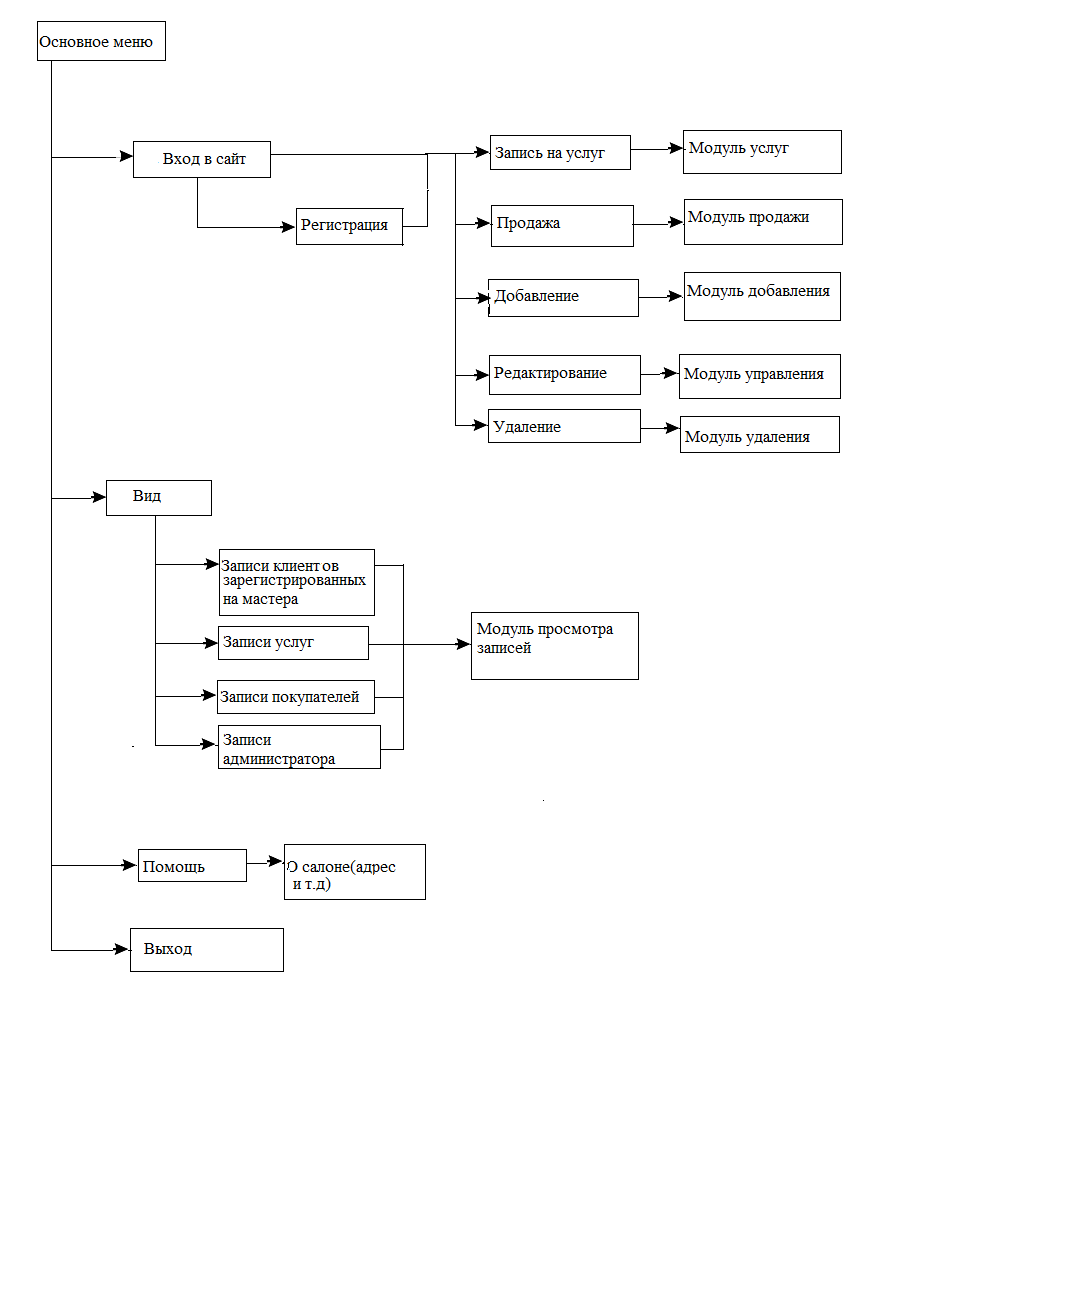 Основное меню
Вход в сайт
Регистрация
Запись на услуг
Модуль услуг
Продажа
Модуль продажи
Добавление
Модуль добавления
Редактирование
Модуль управления
Удаление
Модуль удаления
Вид
Записи клиентов
зарегистрированных
на мастера
Записи услуг
Записи покупателей
Записи
администратора
Модуль просмотра
записей
Помощь
О салоне(адрес
и т.д)
Выход